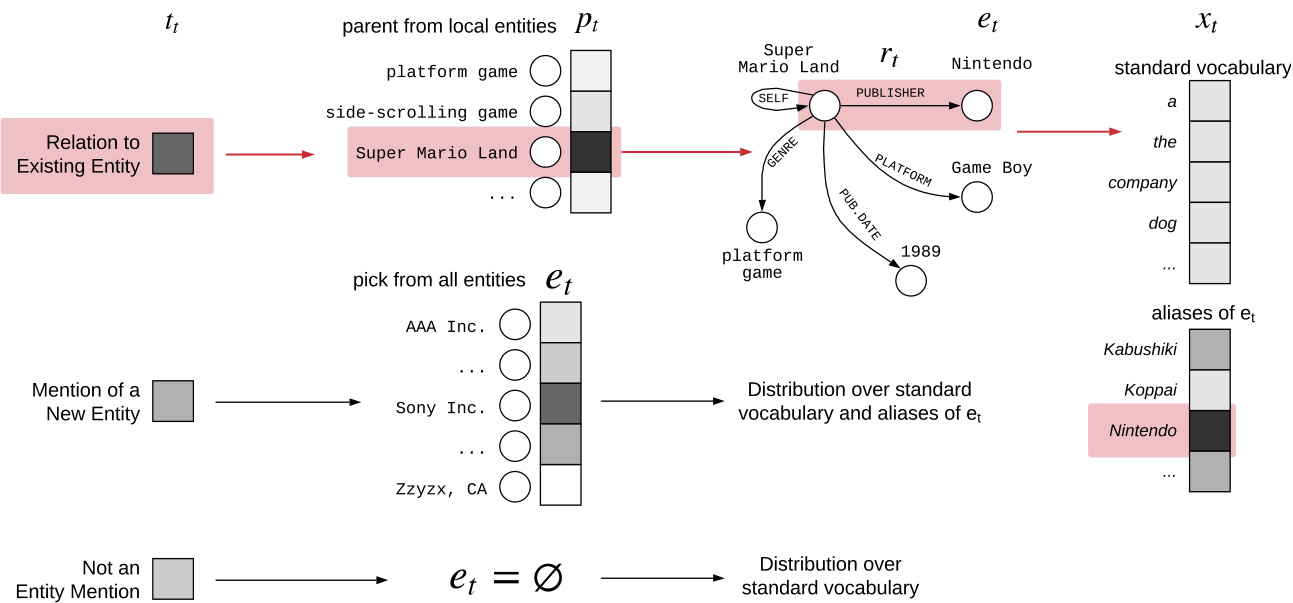 t_t
parent from local entities
p_t
platform game
side-scrolling game
Super Mario Land
...
Relation to
Existing Entity
Super
Mario Land
r_t
e_t
Nintendo
SELF
PUBLISHER
GENRE
PLATFORM
PUB.DATE
Game Boy
platform
game
1989
x_t
standard vocabulary
a
the
company
dog
...
aliases of e_t
Kabushiki
Koppai
Nintendo
...
pick from all entities
e_t
AAA Inc.
...
Sony Inc.
...
Zzyzx, CA
Mention of a
New Entity
Distribution over standard
vocabulary and aliases of e_t
Not an
Entity Mention
e_t = ∅
Distribution over
standard vocabulary